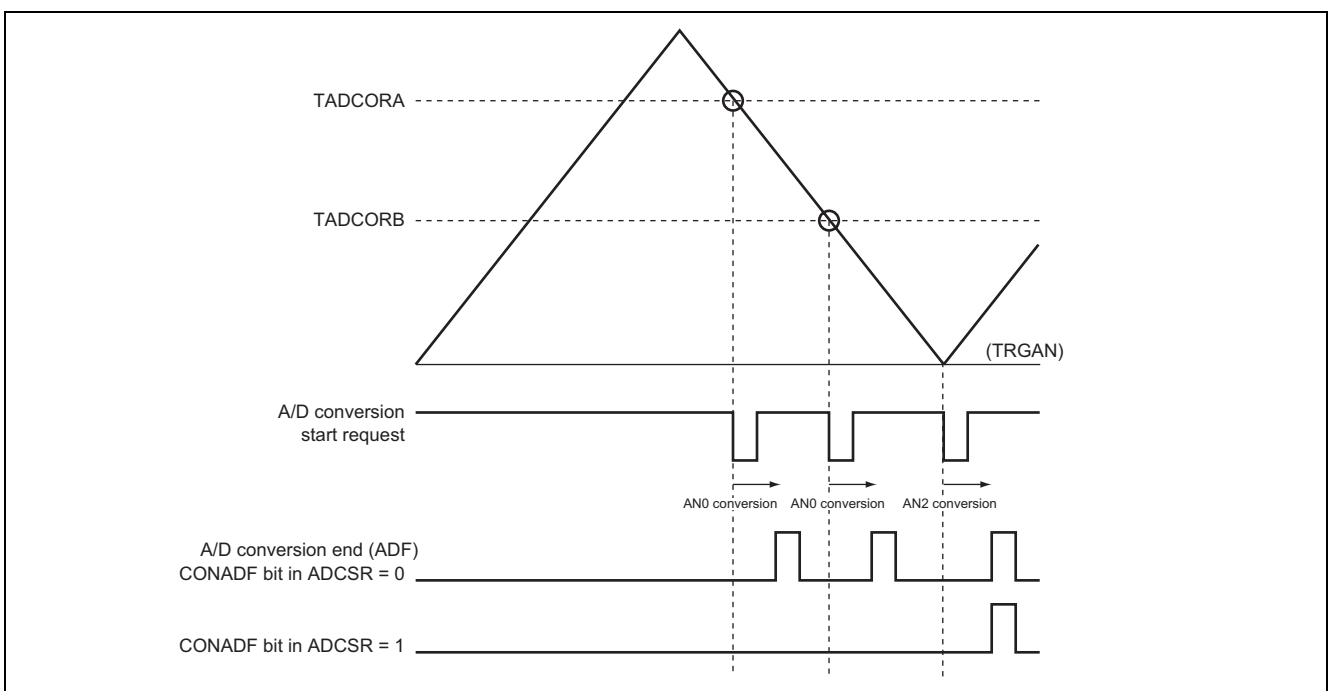 TADCORA
TADCORB
(TRGAN)
A/D conversion
start request
AN0 conversion AN0 conversion AN2 conversion
A/D conversion end (ADF)
CONADF bit in ADCSR = 0
CONADF bit in ADCSR = 1